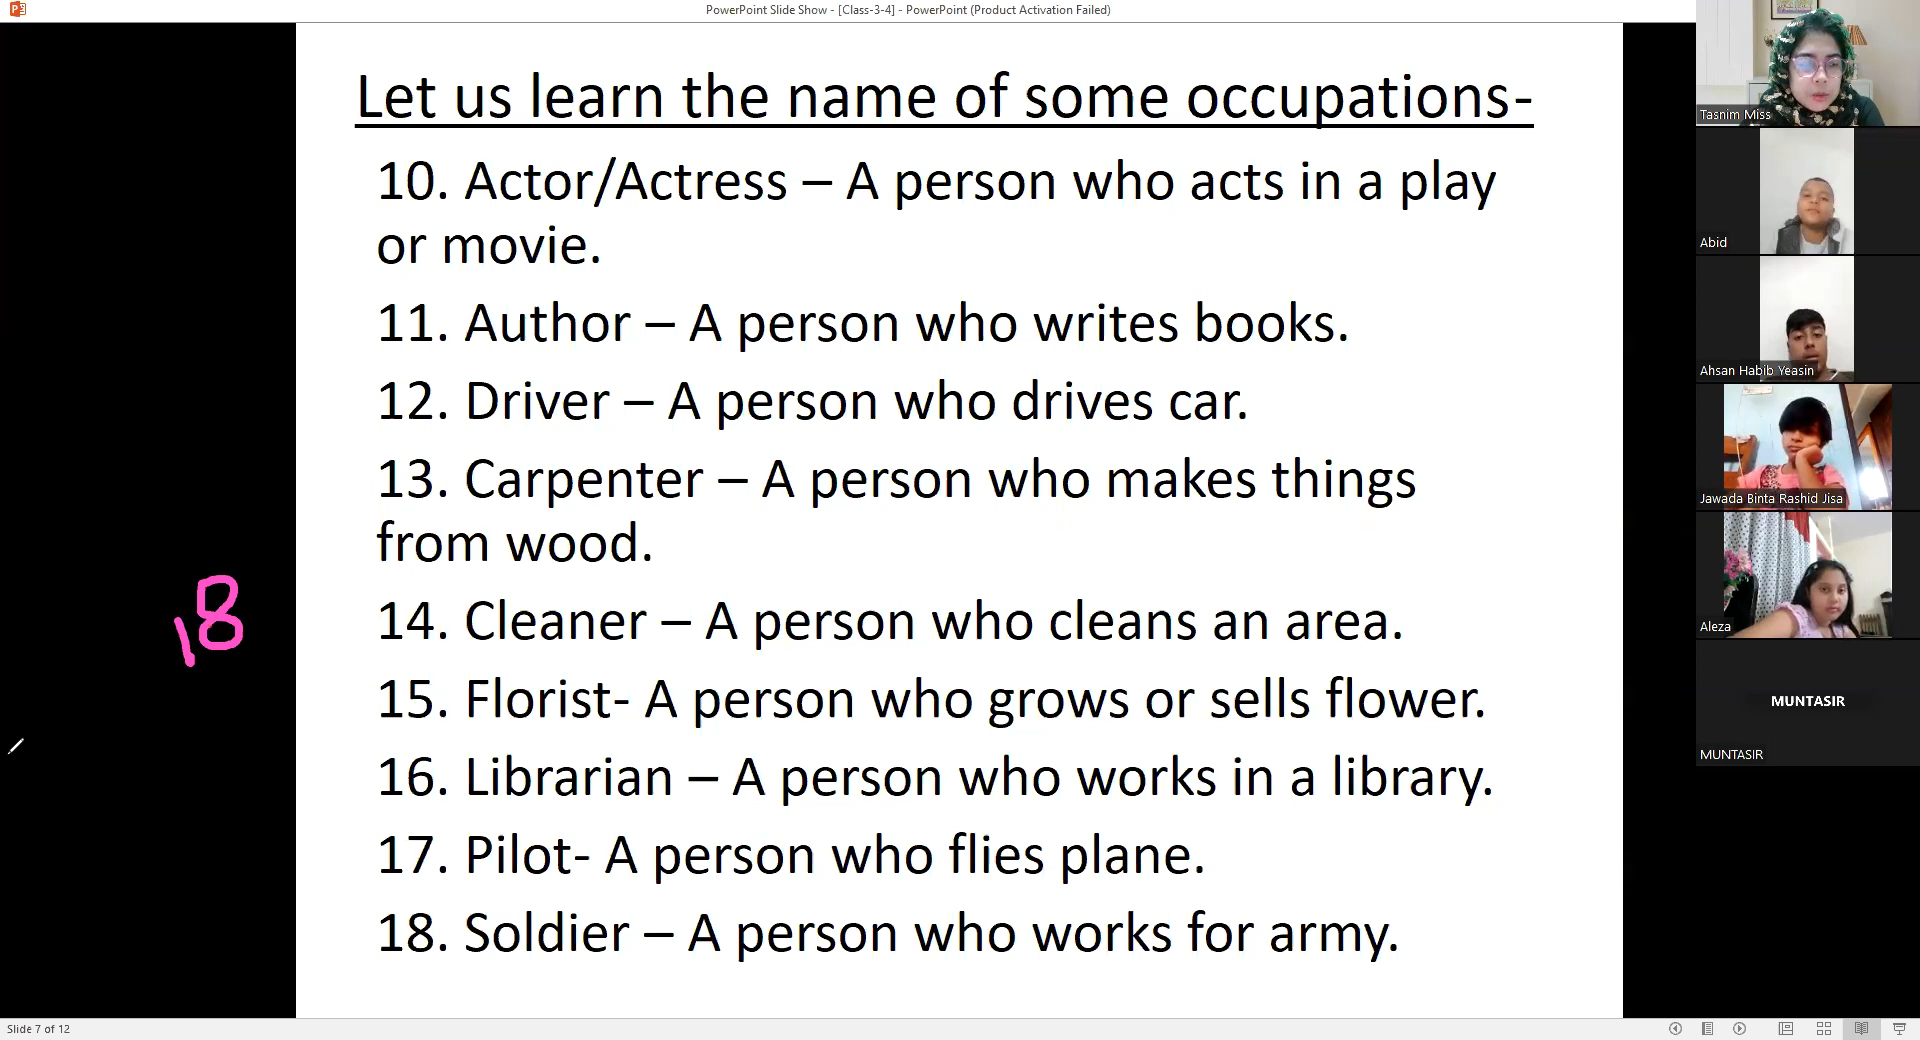 PowerPoint Slide Show - [Class-3-4] - PowerPoint (Product Activation Failed)
Let us learn the name of some occupations-
10. Actor/Actress – A person who acts in a play
or movie.
11. Author – A person who writes books.
12. Driver – A person who drives car.
13. Carpenter – A person who makes things
from wood.
14. Cleaner – A person who cleans an area.
15. Florist- A person who grows or sells flower.
16. Librarian – A person who works in a library.
17. Pilot- A person who flies plane.
18. Soldier – A person who works for army.
18
Tasnim Miss
Abid
Ahsan Habib Yeasin
Jawada Binta Rashid Jisa
Aleza
MUNTASIR
MUNTASIR
Slide 7 of 12